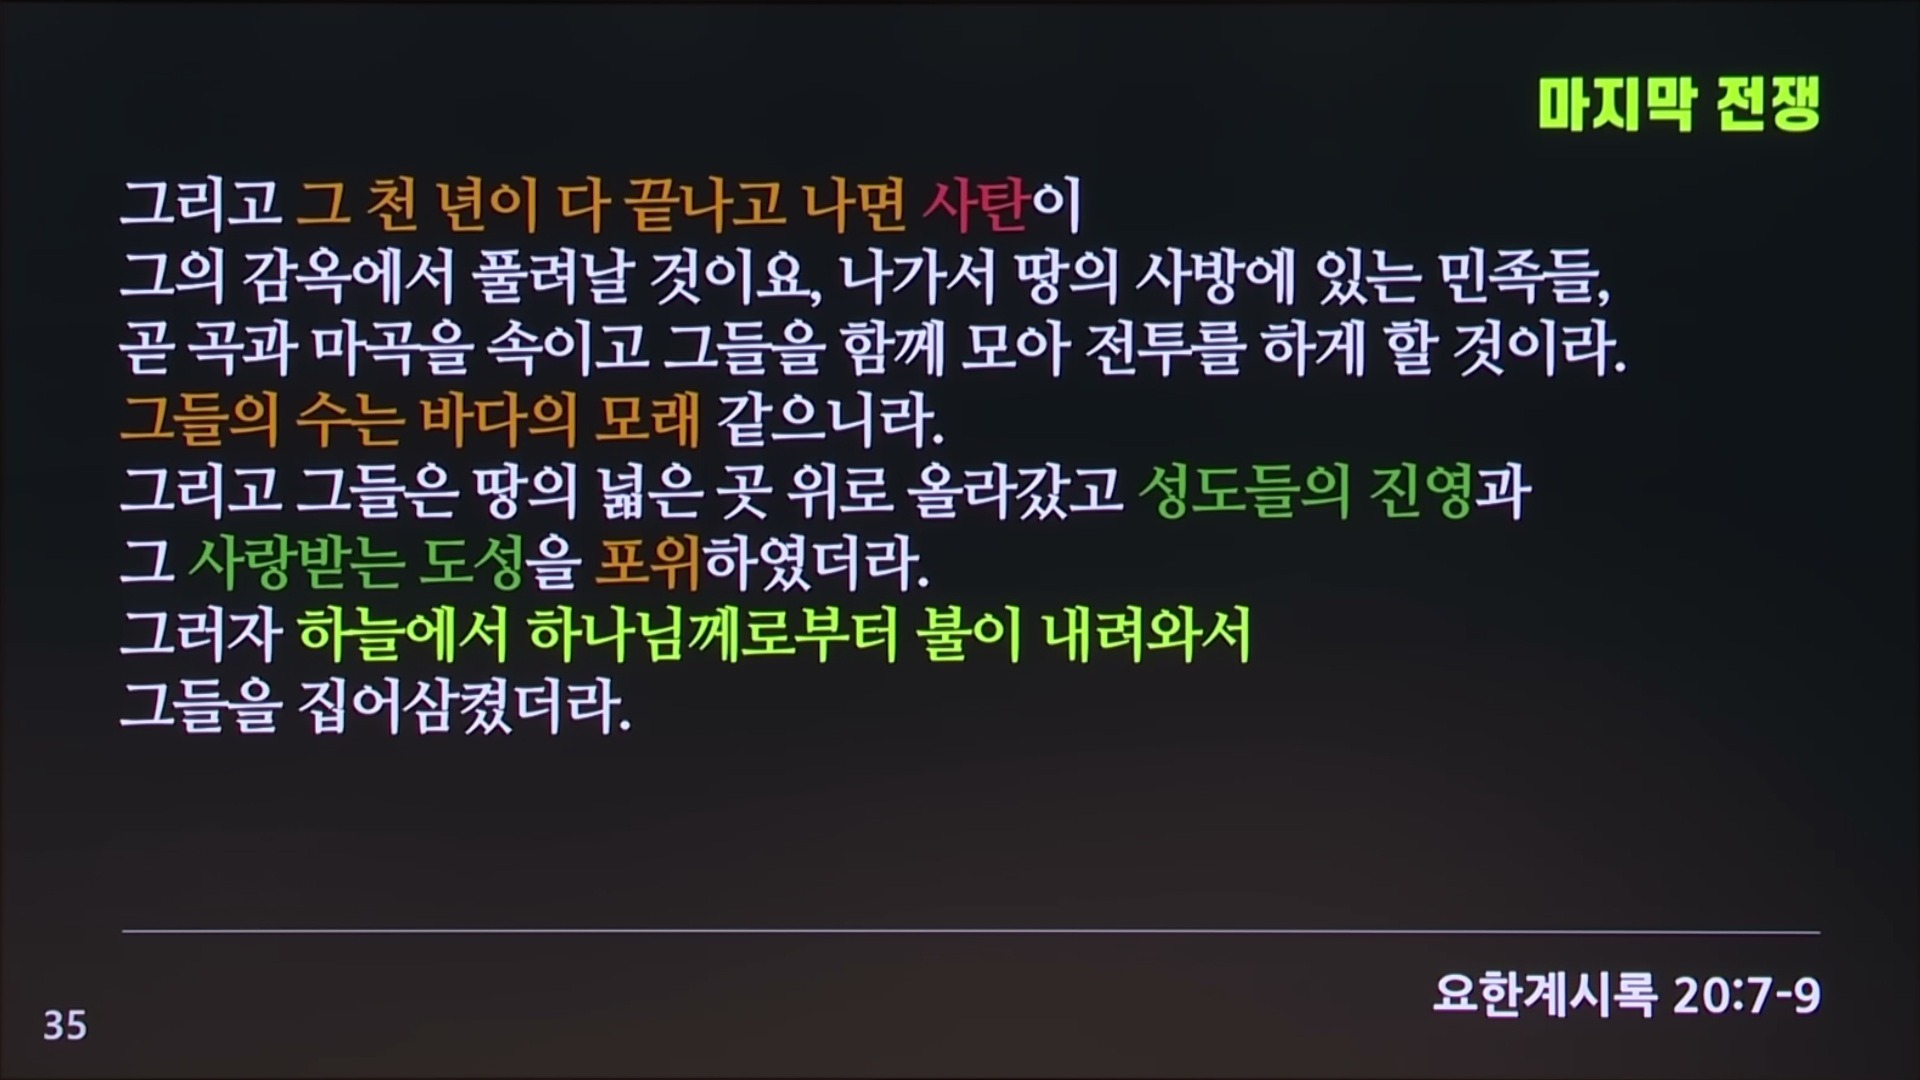 마지막 전쟁
그리고 그 천 년이 다 끝나고 나면 사탄이
그의 감옥에서 풀려날 것이요, 나가서 땅의 사방에 있는 민족들,
곧 곡과 마곡을 속이고 그들을 함께 모아 전투를 하게 할 것이라.
그들의 수는 바다의 모래 같으니라.
그리고 그들은 땅의 넓은 곳 위로 올라갔고 성도들의 진영과
그 사랑받는 도성을 포위하였더라.
그러자 하늘에서 하나님께로부터 불이 내려와서
그들을 집어삼켰더라.
요한계시록 20:7-9
35